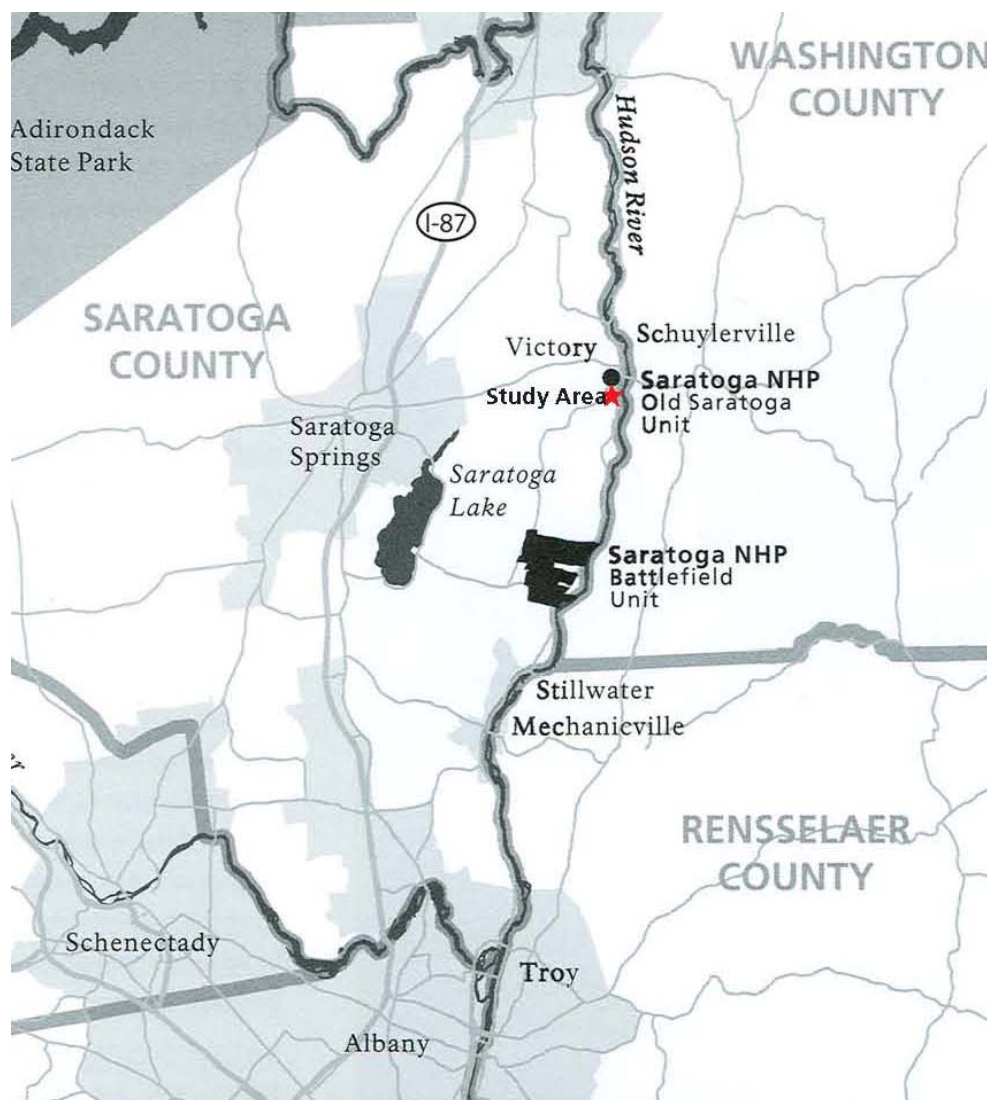 WASHINGTON
COUNTY
Adirondack
State Park
Hudson River
I-87
SARATOGA
COUNTY
Schuylerville
Victory
Saratoga NHP
Old Saratoga
Unit
Study Area
Saratoga
Springs
Saratoga
Lake
Saratoga NHP
Battlefield
Unit
Stillwater
Mechanicville
RENSSELAER
COUNTY
Schenectady
Troy
Albany